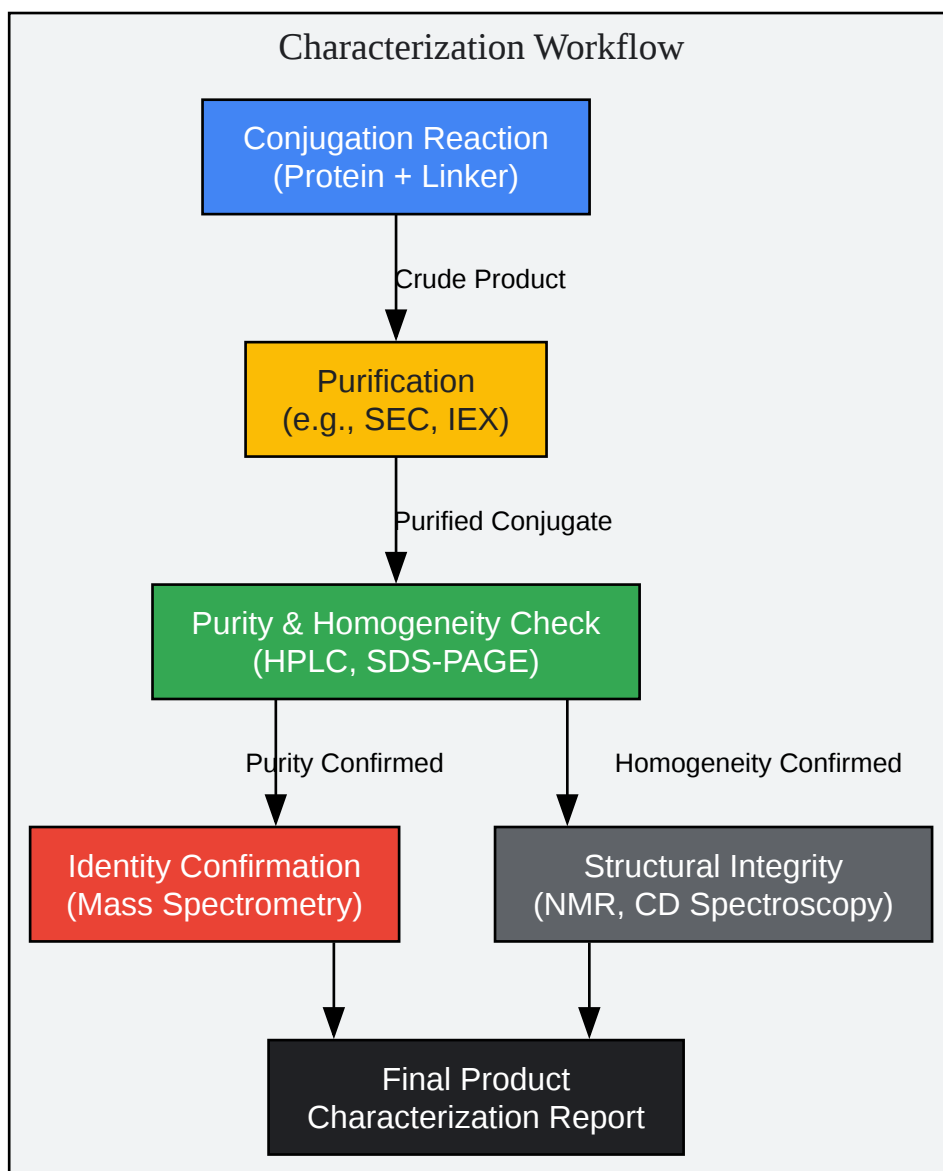 Characterization Workflow
Conjugation Reaction
(Protein + Linker)
Crude Product
Purification
(e.g., SEC, IEX)
Purified Conjugate
Purity & Homogeneity Check
(HPLC, SDS-PAGE)
Purity Confirmed
Homogeneity Confirmed
Identity Confirmation
(Mass Spectrometry)
Structural Integrity
(NMR, CD Spectroscopy)
Final Product
Characterization Report